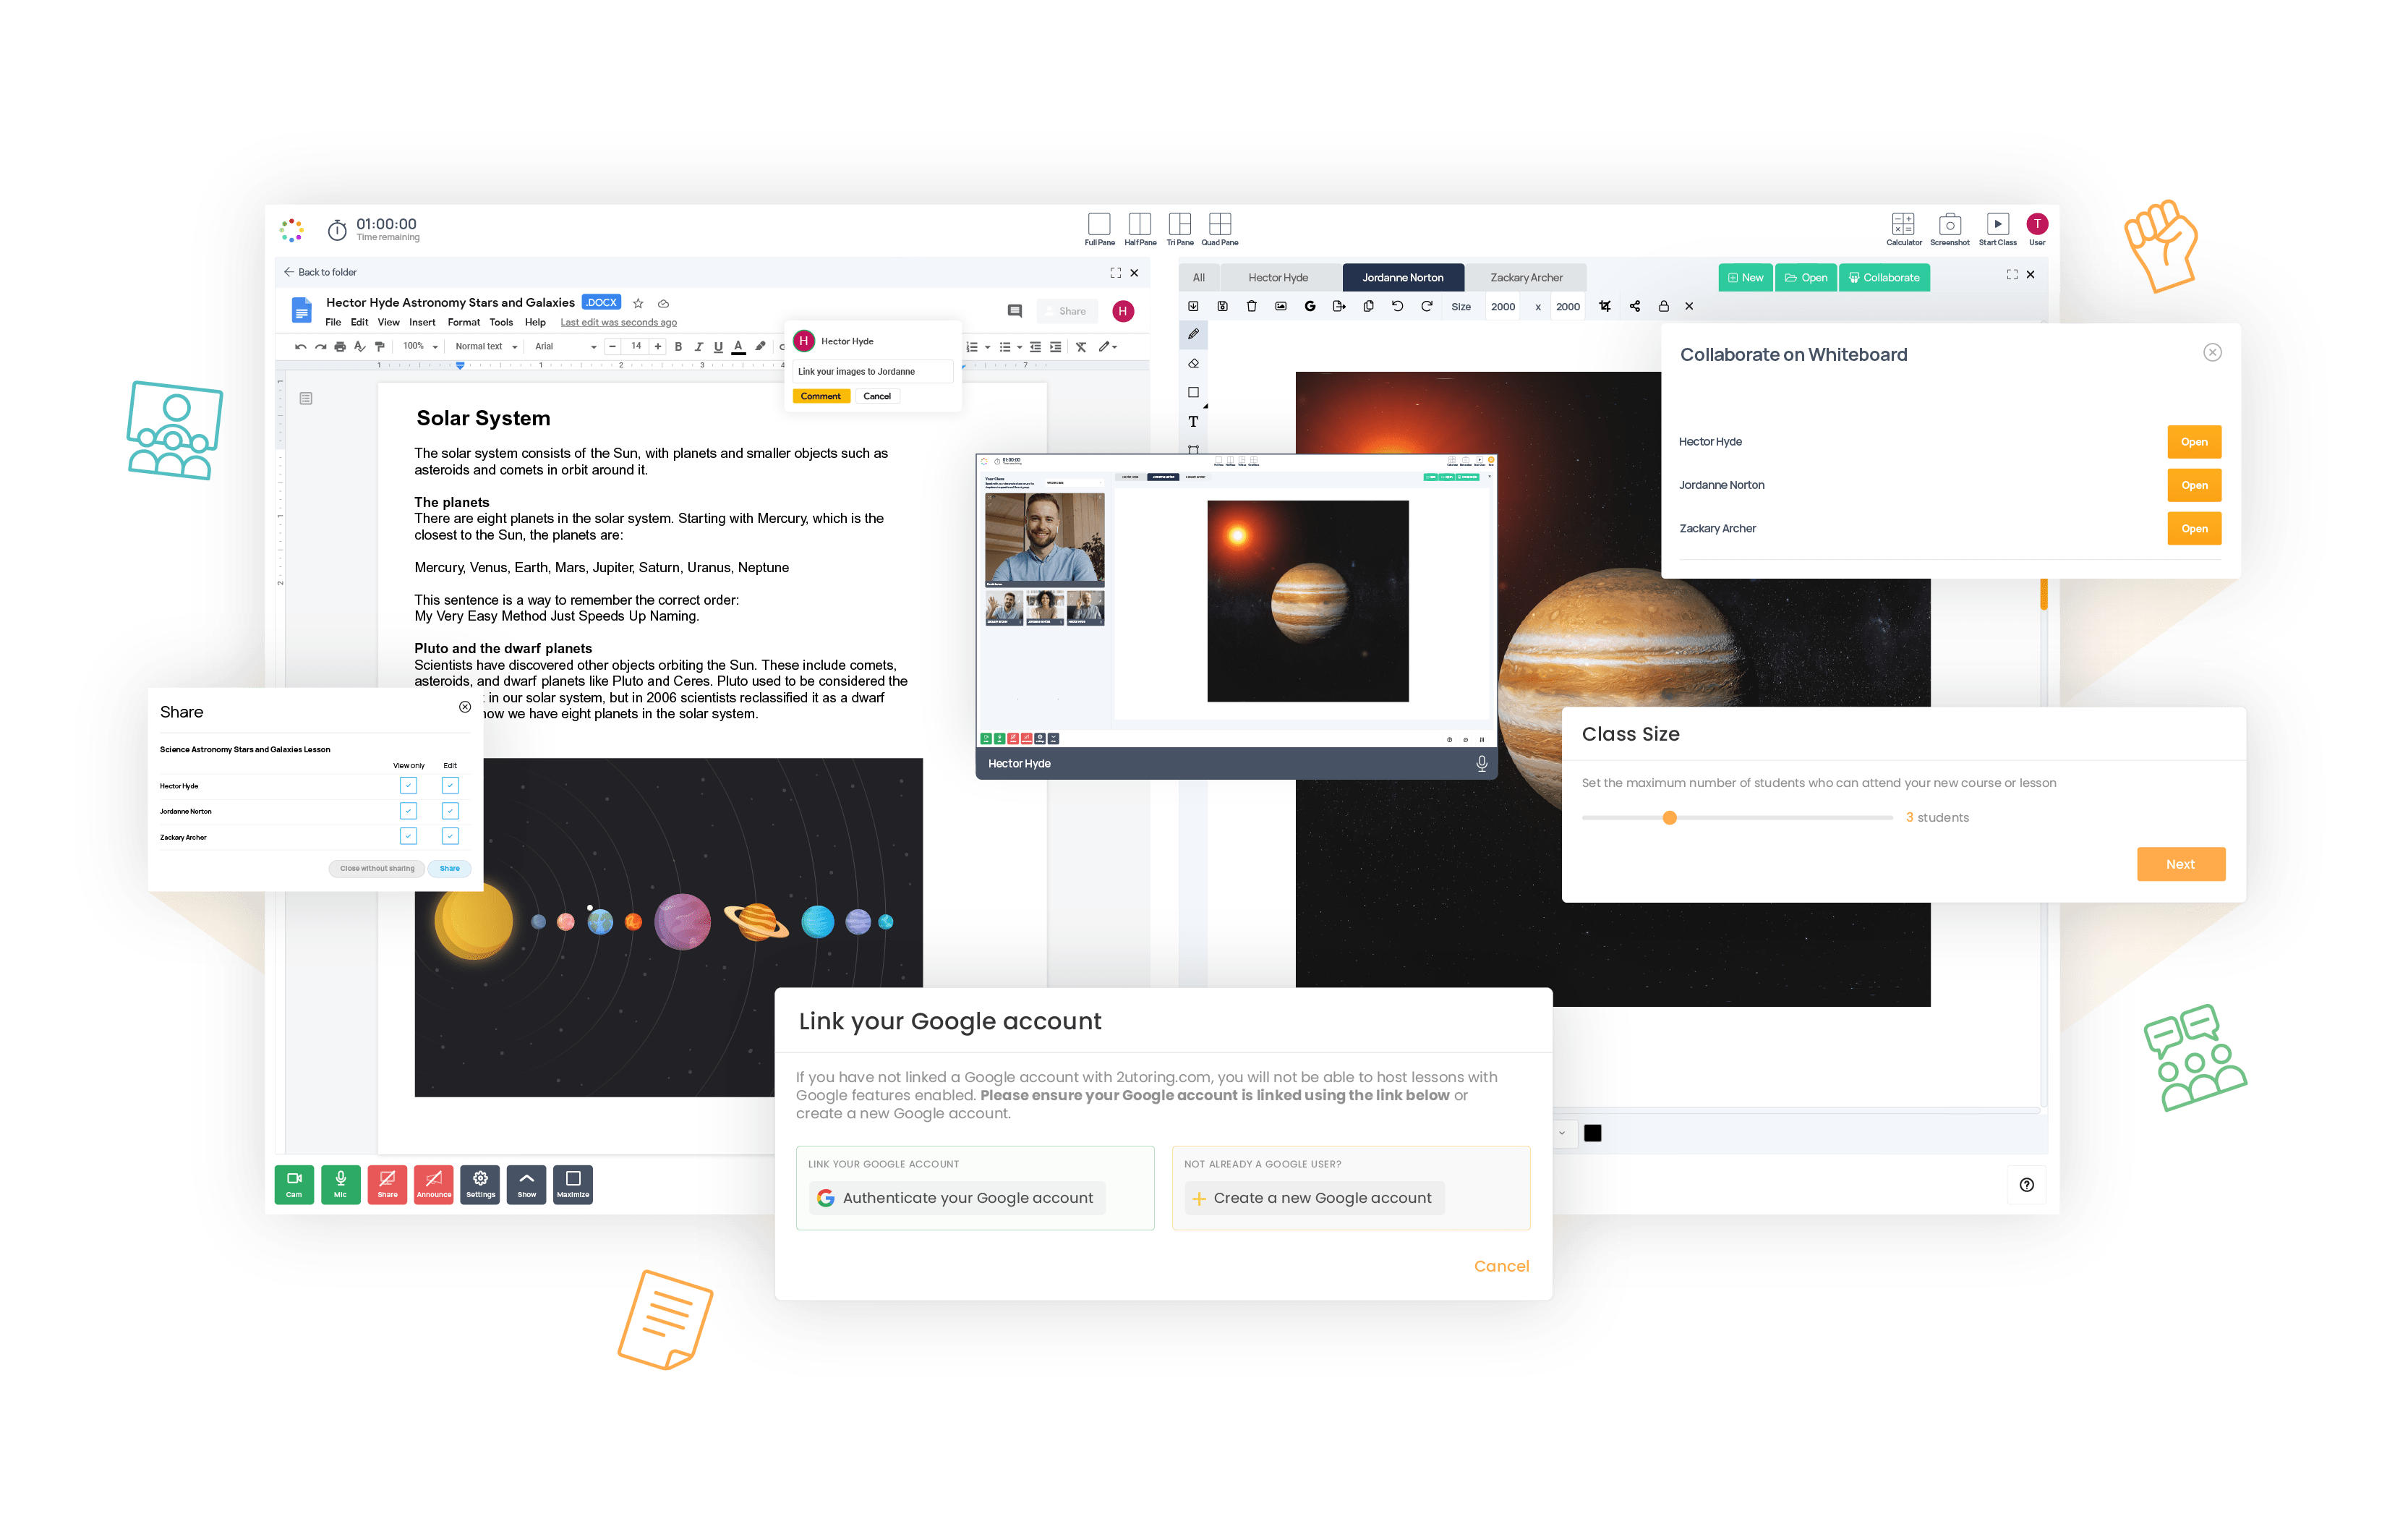 01:00:00
Time remaining
Full Pane
Half Pane
Tri Pane
Quad Pane
Calculator
Screenshot
Start Class
T
User
Back to folder
Hector Hyde Astronomy Stars and Galaxies .DOCX
File Edit View Insert Format Tools Help Last edit was seconds ago
Share
H
100% Normal text Arial 14 B I U A
1 1 2 3 4 7
H Hector Hyde
Link your images to Jordanne
Comment Cancel
Solar System
The solar system consists of the Sun, with planets and smaller objects such as
asteroids and comets in orbit around it.
The planets
There are eight planets in the solar system. Starting with Mercury, which is the
closest to the Sun, the planets are:
Mercury, Venus, Earth, Mars, Jupiter, Saturn, Uranus, Neptune
This sentence is a way to remember the correct order:
My Very Easy Method Just Speeds Up Naming.
Pluto and the dwarf planets
Scientists have discovered other objects orbiting the Sun. These include comets,
asteroids, and dwarf planets like Pluto and Ceres. Pluto used to be considered the
in our solar system, but in 2006 scientists reclassified it as a dwarf
now we have eight planets in the solar system.
Share
Science Astronomy Stars and Galaxies Lesson
View only Edit
Hector Hyde
Jordanne Norton
Zackary Archer
Close without sharing Share
Cam
Mic
Share
Announce
Settings
Show
Maximize
All Hector Hyde Jordanne Norton Zackary Archer
New Open Collaborate
Size 2000 x 2000
T
01:00:00
Your Class
Hector Hyde
Collaborate on Whiteboard
Hector Hyde Open
Jordanne Norton Open
Zackary Archer Open
Class Size
Set the maximum number of students who can attend your new course or lesson
3 students
Next
Link your Google account
If you have not linked a Google account with 2utoring.com, you will not be able to host lessons with
Google features enabled. Please ensure your Google account is linked using the link below or
create a new Google account.
LINK YOUR GOOGLE ACCOUNT
Authenticate your Google account
NOT ALREADY A GOOGLE USER?
Create a new Google account
Cancel